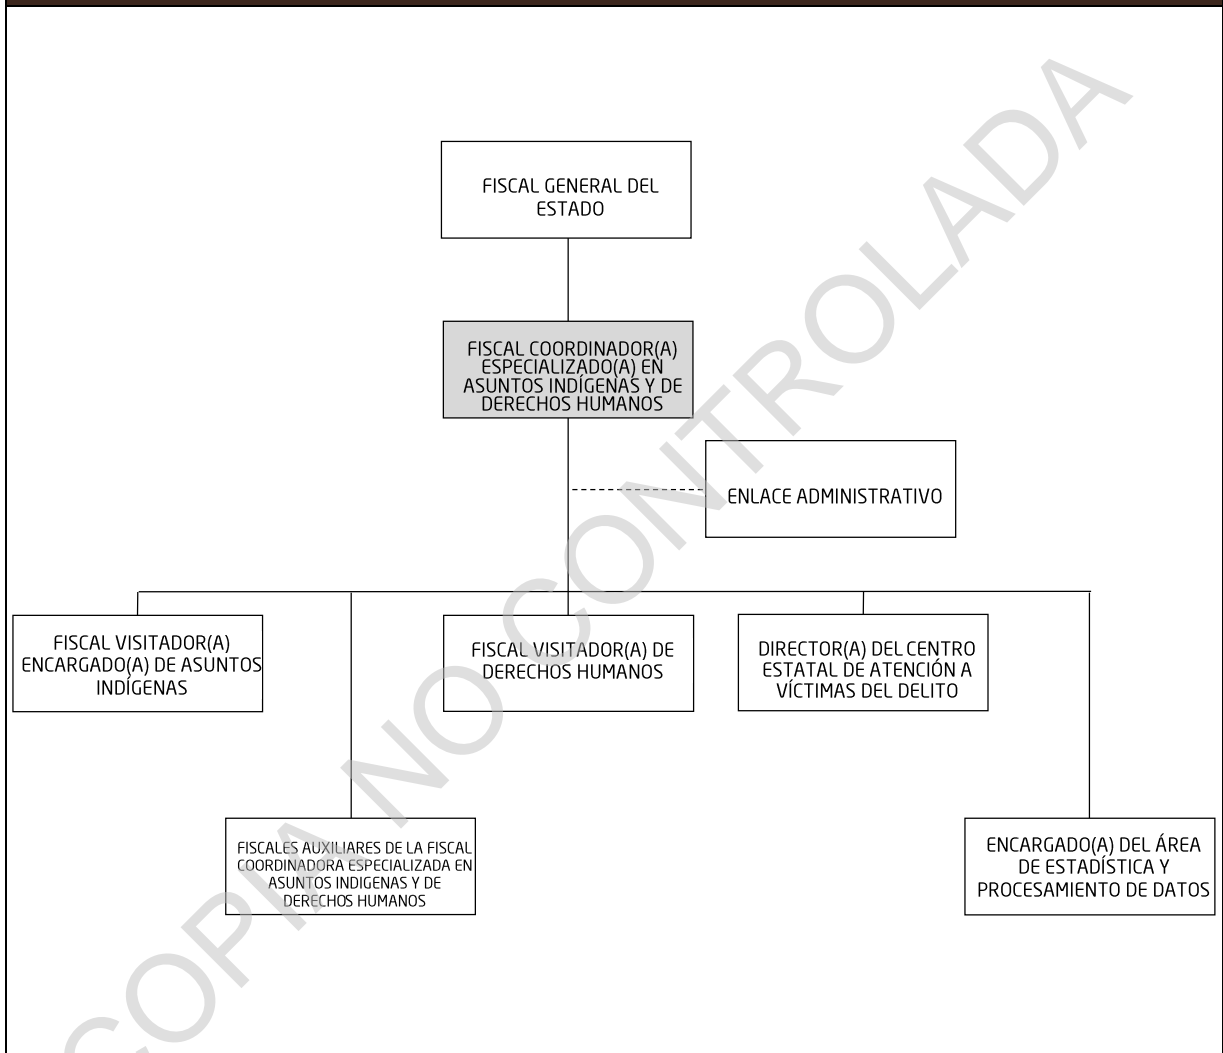 FISCAL GENERAL DEL
ESTADO
FISCAL COORDINADOR(A)
ESPECIALIZADO(A) EN
ASUNTOS INDÍGENAS Y DE
DERECHOS HUMANOS
ENLACE ADMINISTRATIVO
FISCAL VISITADOR(A)
ENCARGADO(A) DE ASUNTOS
INDÍGENAS
FISCAL VISITADOR(A) DE
DERECHOS HUMANOS
DIRECTOR(A) DEL CENTRO
ESTATAL DE ATENCIÓN A
VÍCTIMAS DEL DELITO
FISCALES AUXILIARES DE LA FISCAL
COORDINADORA ESPECIALIZADA EN
ASUNTOS INDIGENAS Y DE
DERECHOS HUMANOS
ENCARGADO(A) DEL ÁREA
DE ESTADÍSTICA Y
PROCESAMIENTO DE DATOS
COPIA NO CONTROLADA